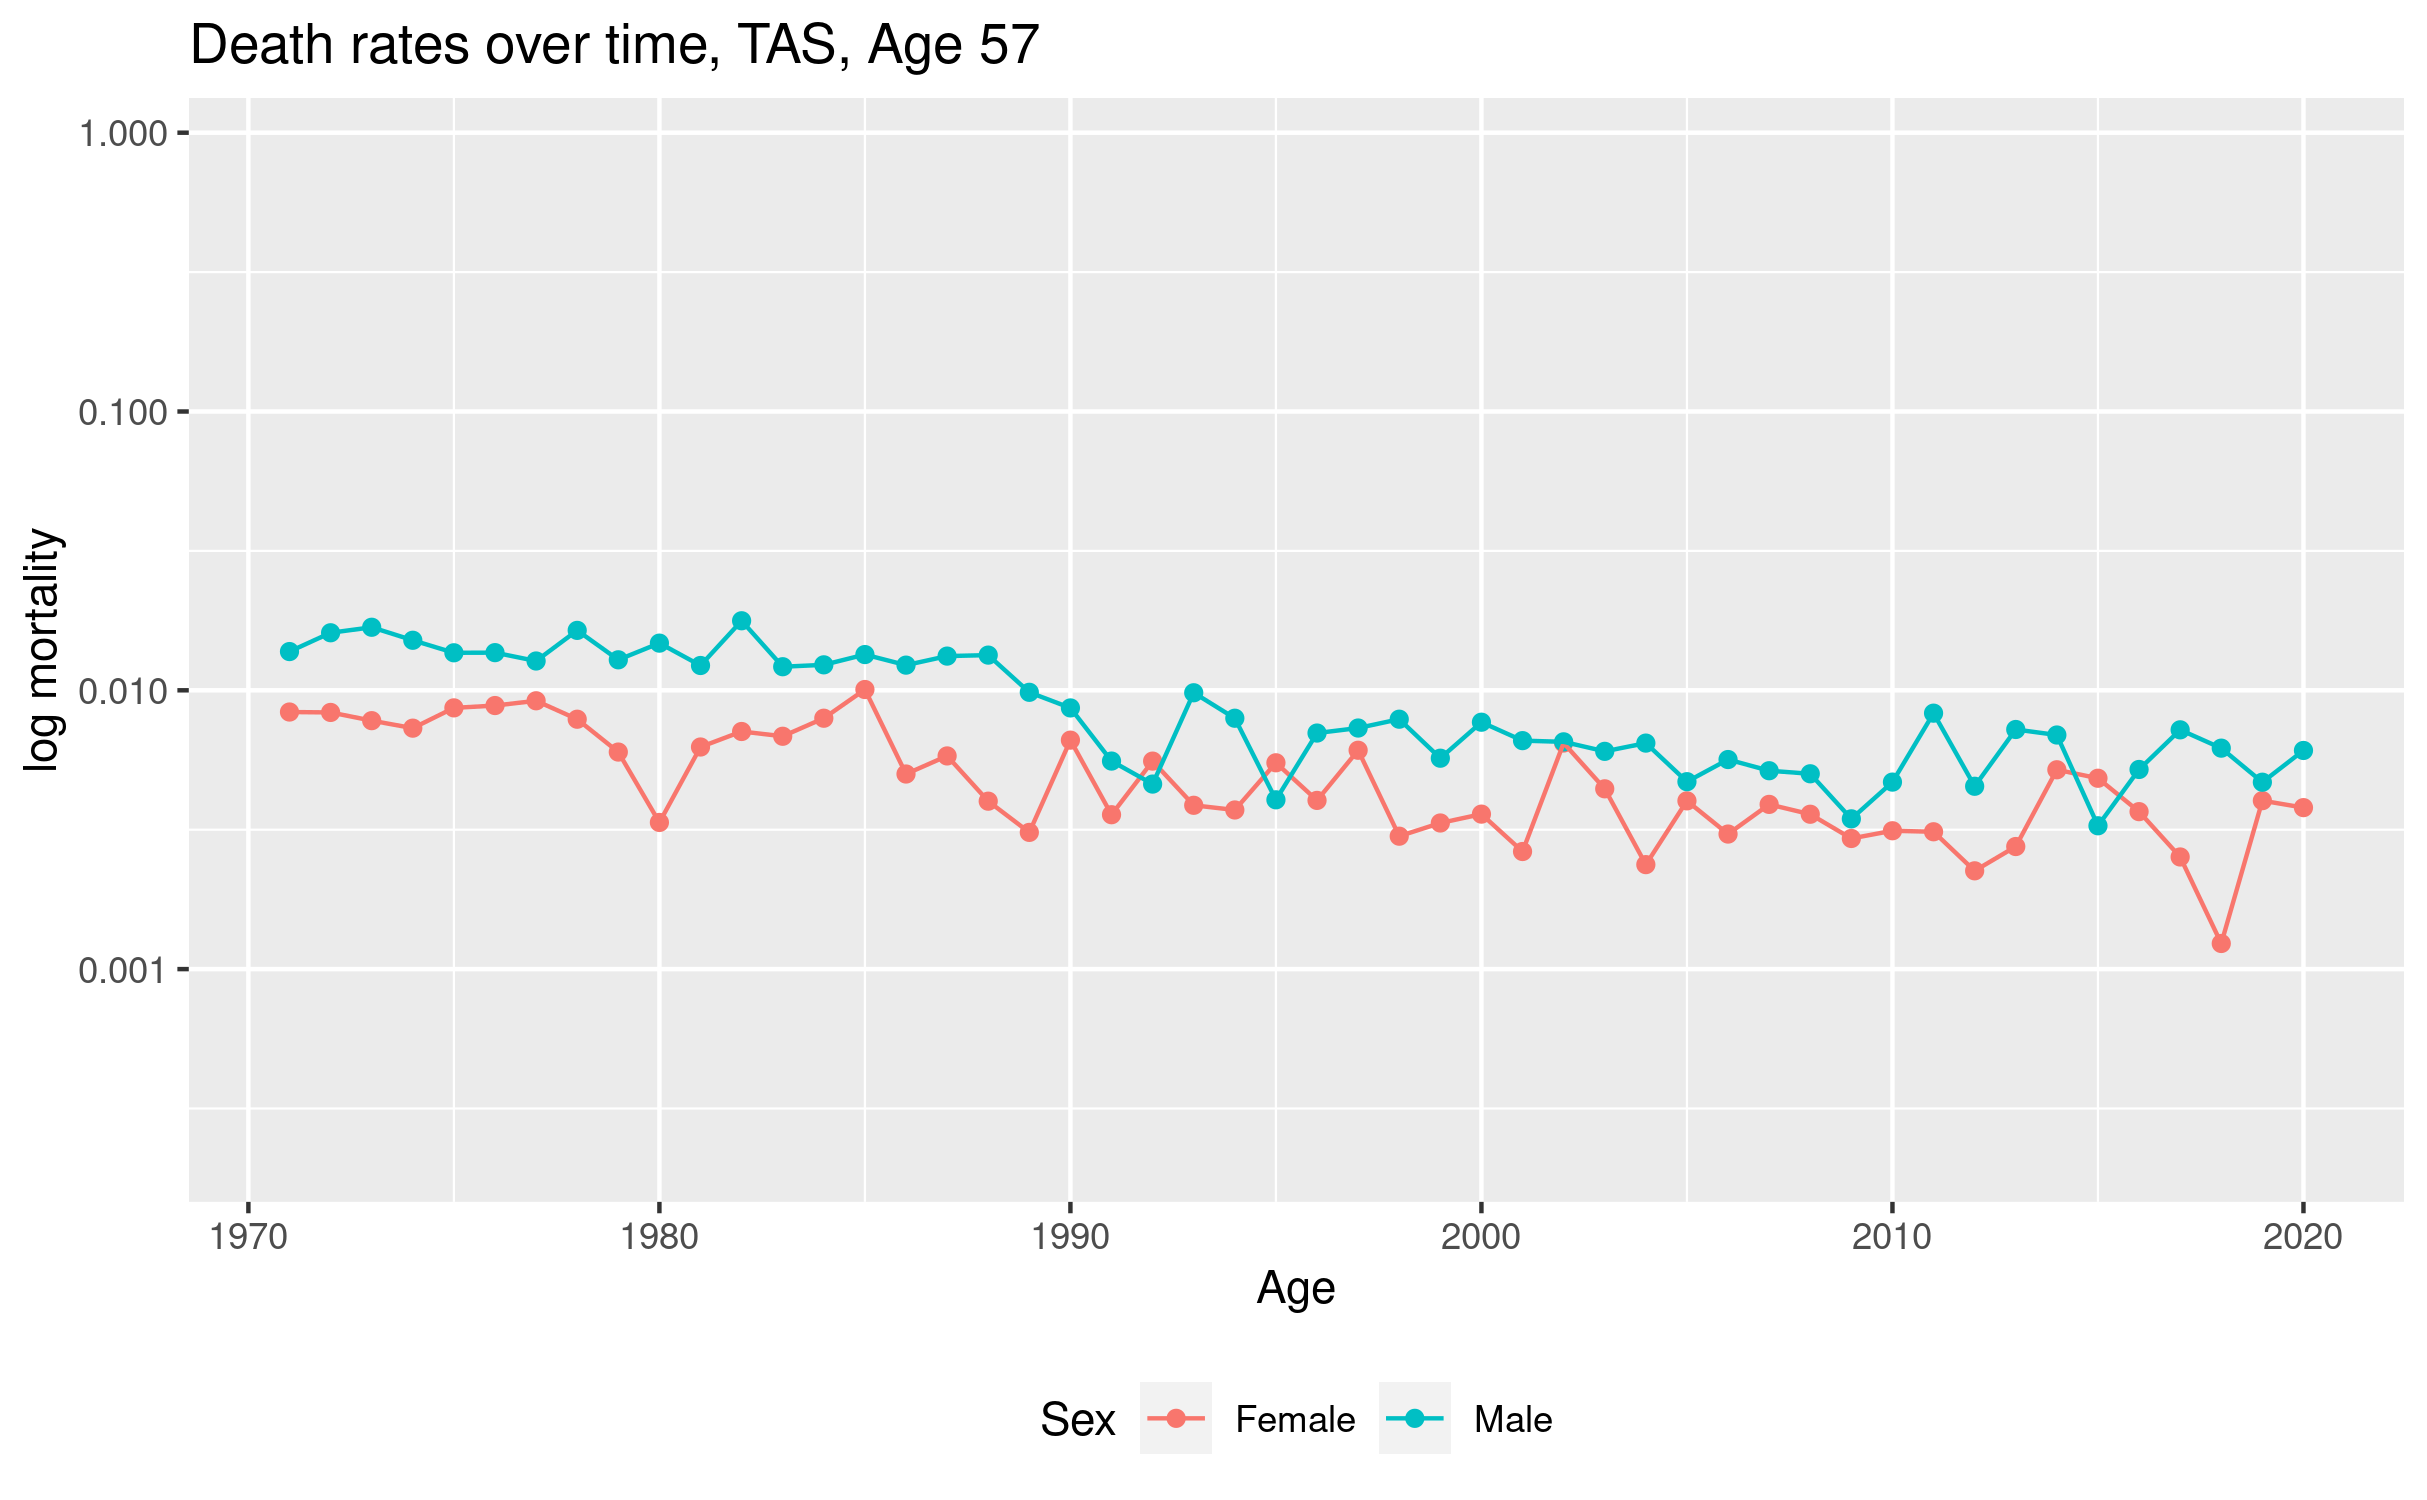 Death rates over time, TAS, Age 57
log mortality
1.000
0.100
0.010
0.001
1970 1980 1990 2000 2010 2020
Age
Sex Female Male